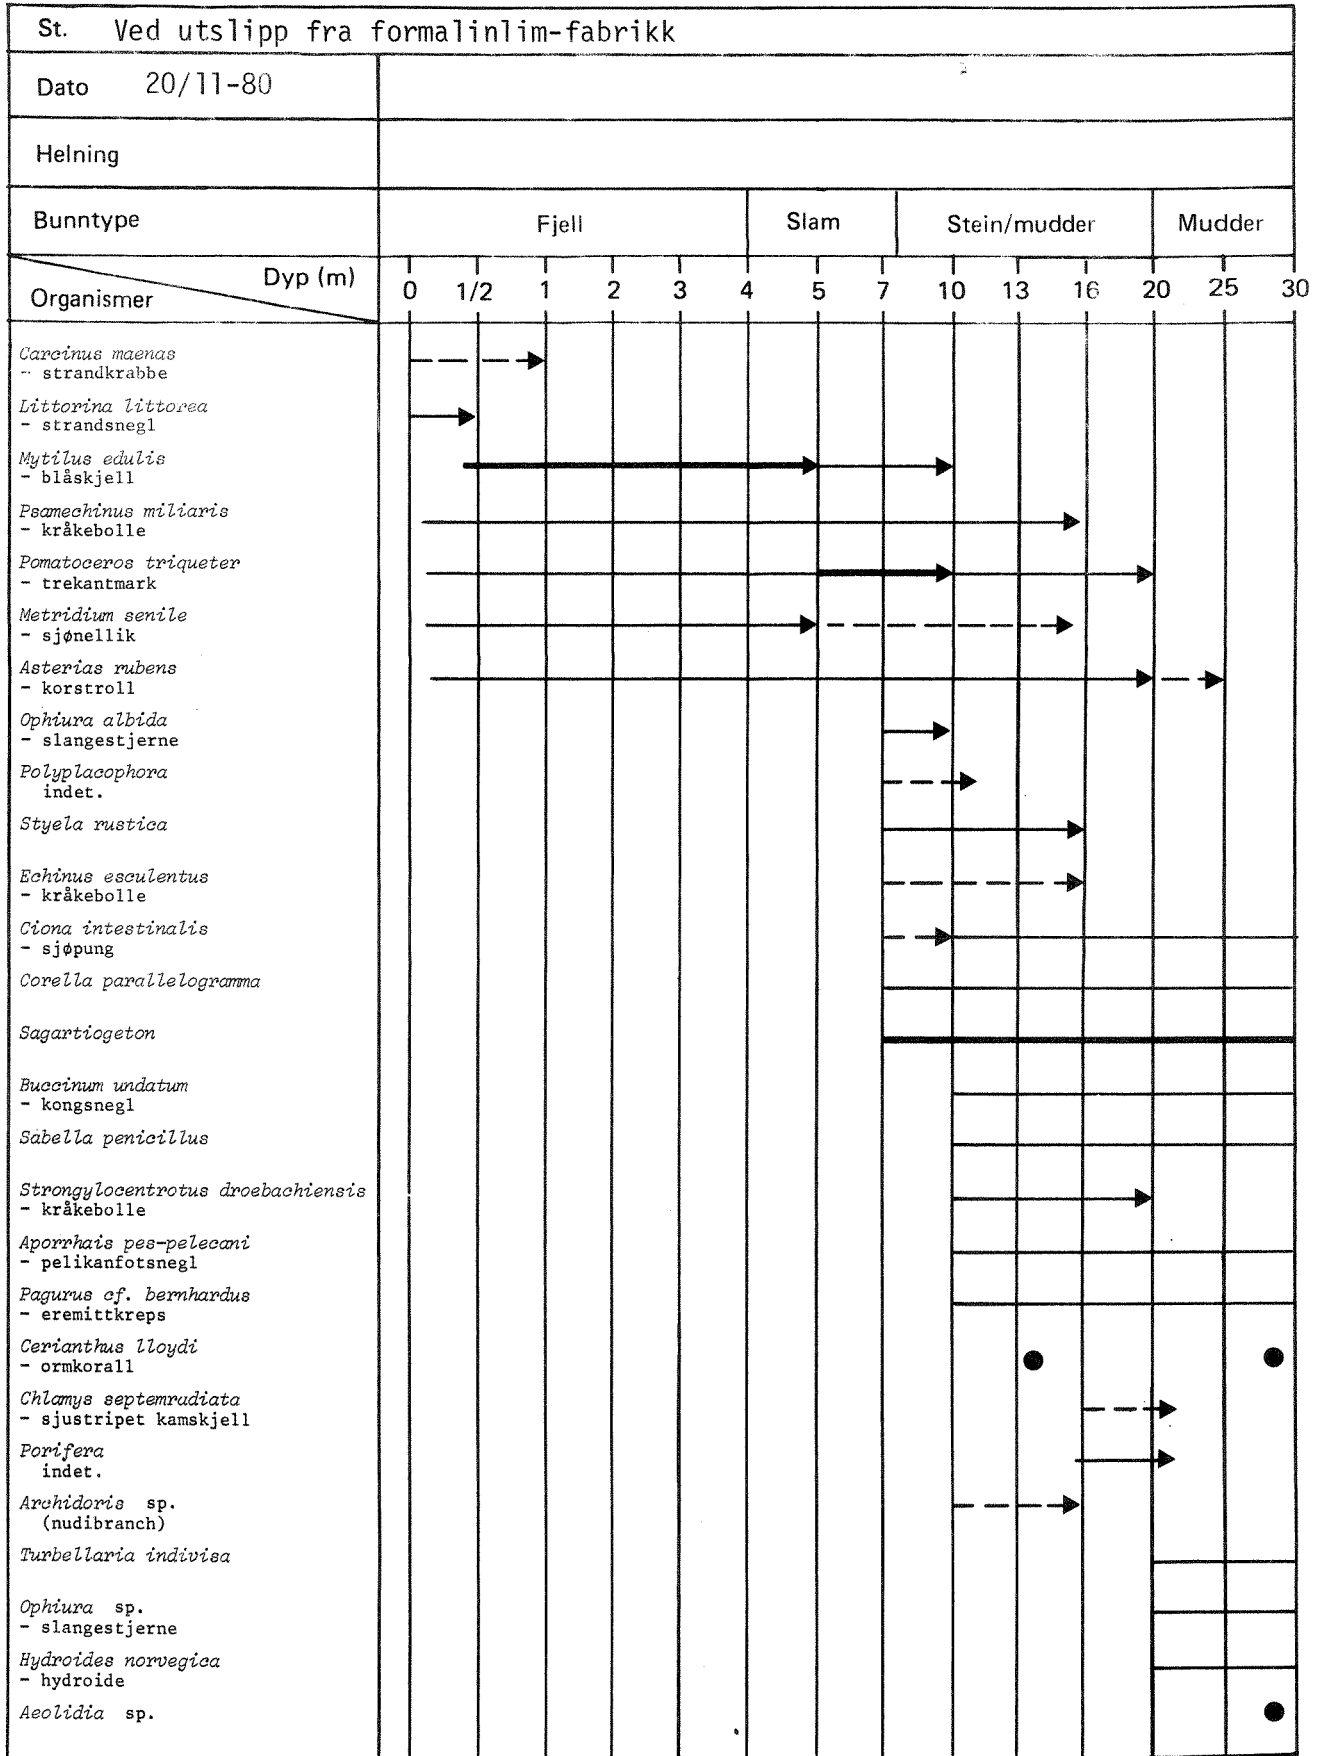 St. Ved utslipp fra formalinlim-fabrikk
Dato 20/11-80
Helning
Bunntype Fjell Slam Stein/mudder Mudder
Dyp (m)
Organismer
0 1/2 1 2 3 4 5 7 10 13 16 20 25 30
Carcinus maenas
- strandkrabbe
Littorina littorea
- strandsnegl
Mytilus edulis
- blåskjell
Psamechinus miliaris
- kråkebolle
Pomatoceros triqueter
- trekantmark
Metridium senile
- sjønellik
Asterias rubens
- korstroll
Ophiura albida
- slangestjerne
Polyplacophora
indet.
Styela rustica
Echinus esculentus
- kråkebolle
Ciona intestinalis
- sjøpung
Corella parallelogramma
Sagartiogeton
Buccinum undatum
- kongsnegl
Sabella penicillus
Strongylocentrotus droebachiensis
- kråkebolle
Aporrhais pes-pelecani
- pelikanfotsnegl
Pagurus cf. bernhardus
- eremittkreps
Cerianthus lloydi
- ormkorall
Chlamys septemradiata
- sjustripet kamskjell
Porifera
indet.
Archidoris sp.
(nudibranch)
Turbellaria indivisa
Ophiura sp.
- slangestjerne
Hydroides norvegica
- hydroide
Aeolidia sp.